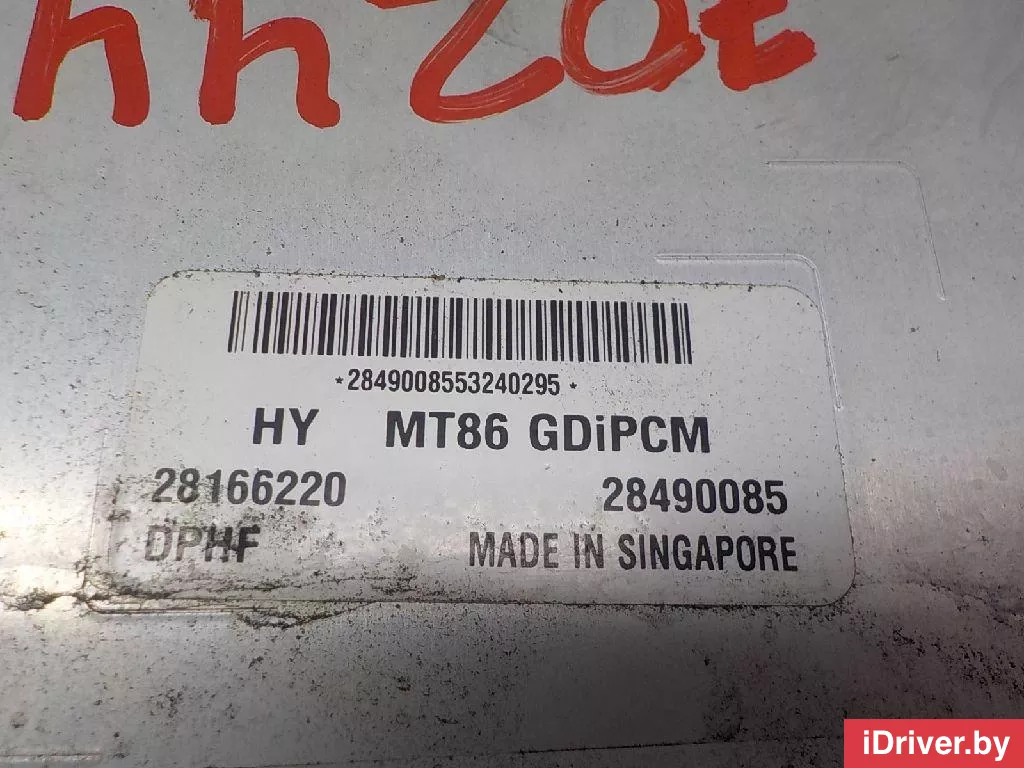 *2849008553240295*
HY MT86 GDiPCM
28166220 28490085
DPHF MADE IN SINGAPORE
iDriver.by